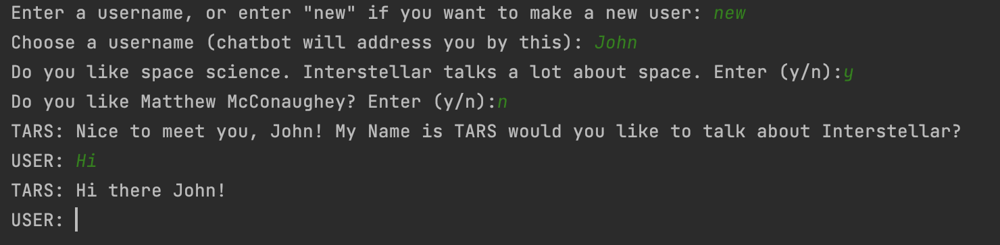 Enter a username, or enter "new" if you want to make a new user: new
Choose a username (chatbot will address you by this): John
Do you like space science. Interstellar talks a lot about space. Enter (y/n):y
Do you like Matthew McConaughey? Enter (y/n):n
TARS: Nice to meet you, John! My Name is TARS would you like to talk about Interstellar?
USER: Hi
TARS: Hi there John!
USER: